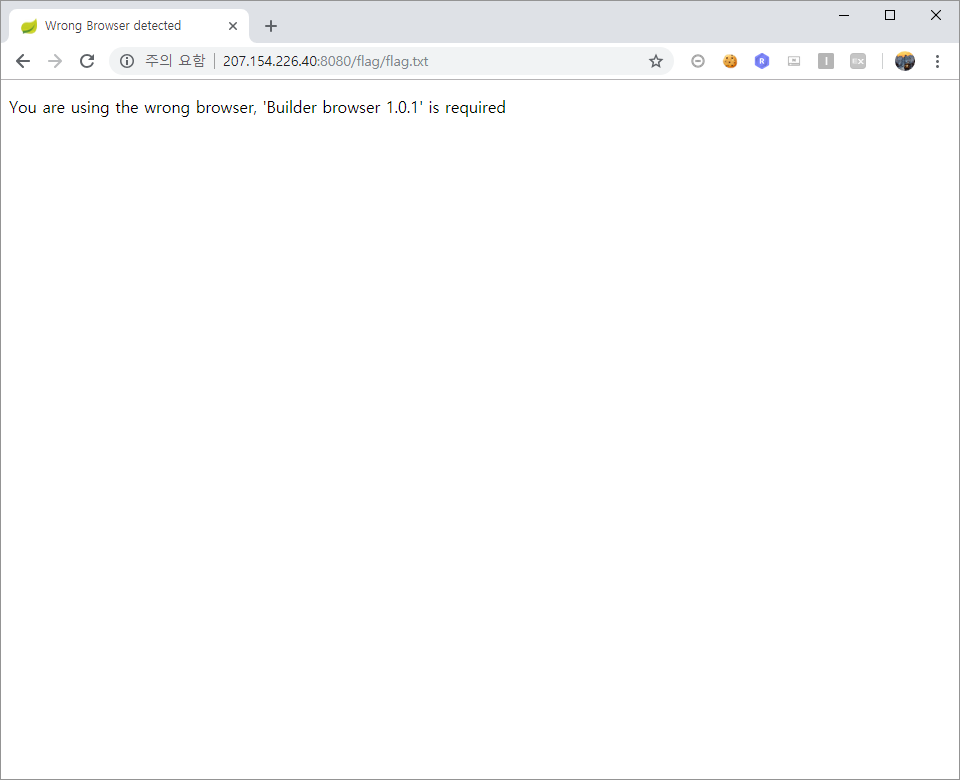 Wrong Browser detected
주의 요함 207.154.226.40:8080/flag/flag.txt
You are using the wrong browser, 'Builder browser 1.0.1' is required